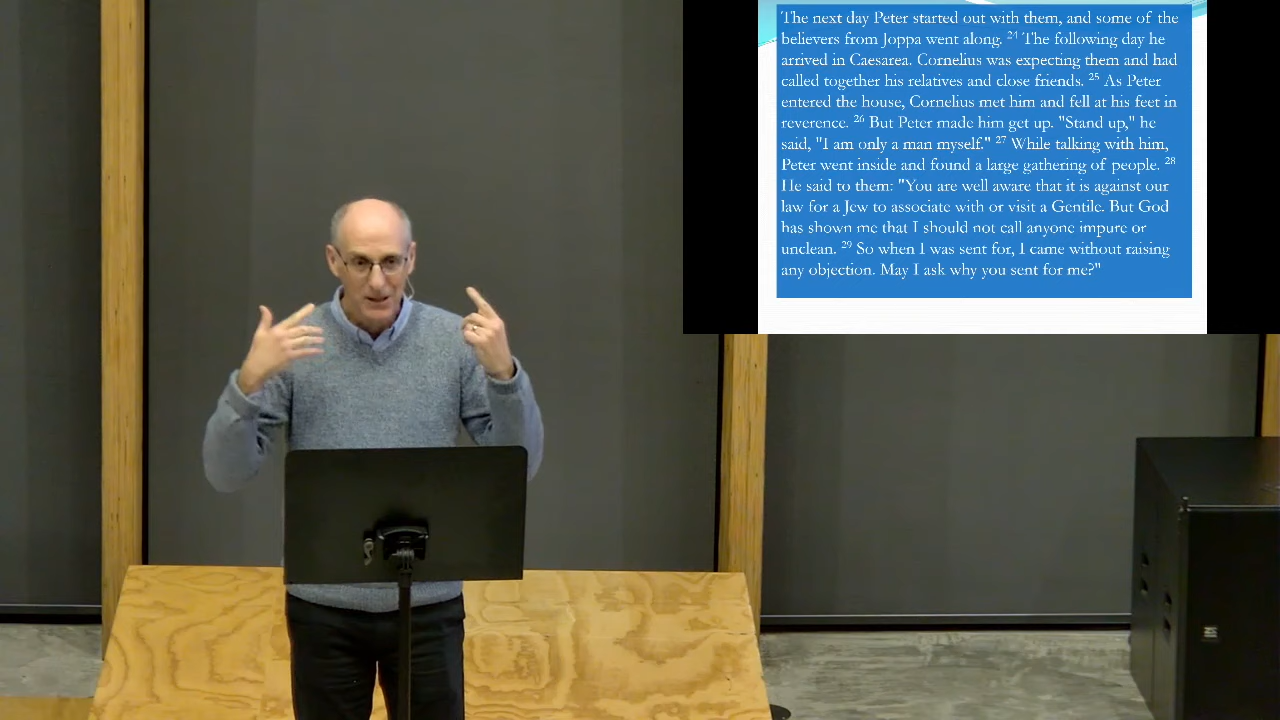 The next day Peter started out with them, and some of the
believers from Joppa went along. 24 The following day he
arrived in Caesarea. Cornelius was expecting them and had
called together his relatives and close friends. 25 As Peter
entered the house, Cornelius met him and fell at his feet in
reverence. 26 But Peter made him get up. "Stand up," he
said, "I am only a man myself." 27 While talking with him,
Peter went inside and found a large gathering of people. 28
He said to them: "You are well aware that it is against our
law for a Jew to associate with or visit a Gentile. But God
has shown me that I should not call anyone impure or
unclean. 29 So when I was sent for, I came without raising
any objection. May I ask why you sent for me?"